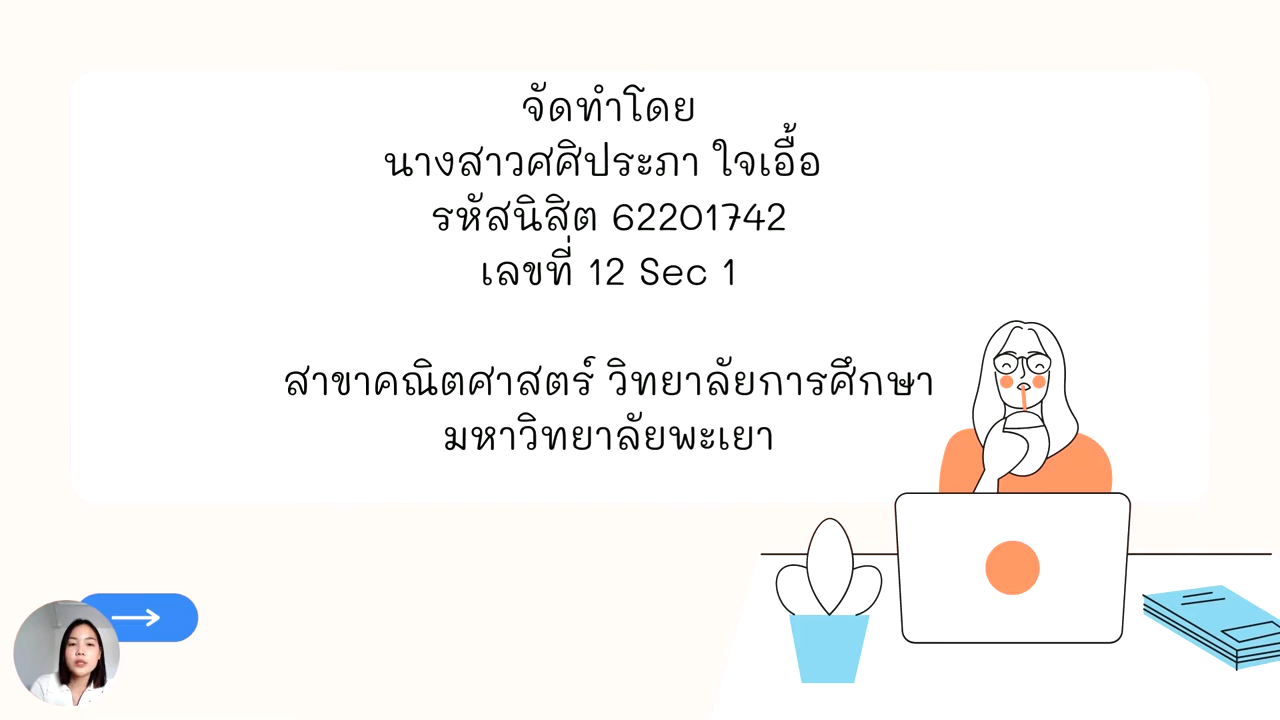 จัดทำโดย
นางสาวศศิประภา ใจเอื้อ
รหัสนิสิต 62201742
เลขที่ 12 Sec 1
สาขาคณิตศาสตร์ วิทยาลัยการศึกษา
มหาวิทยาลัยพะเยา